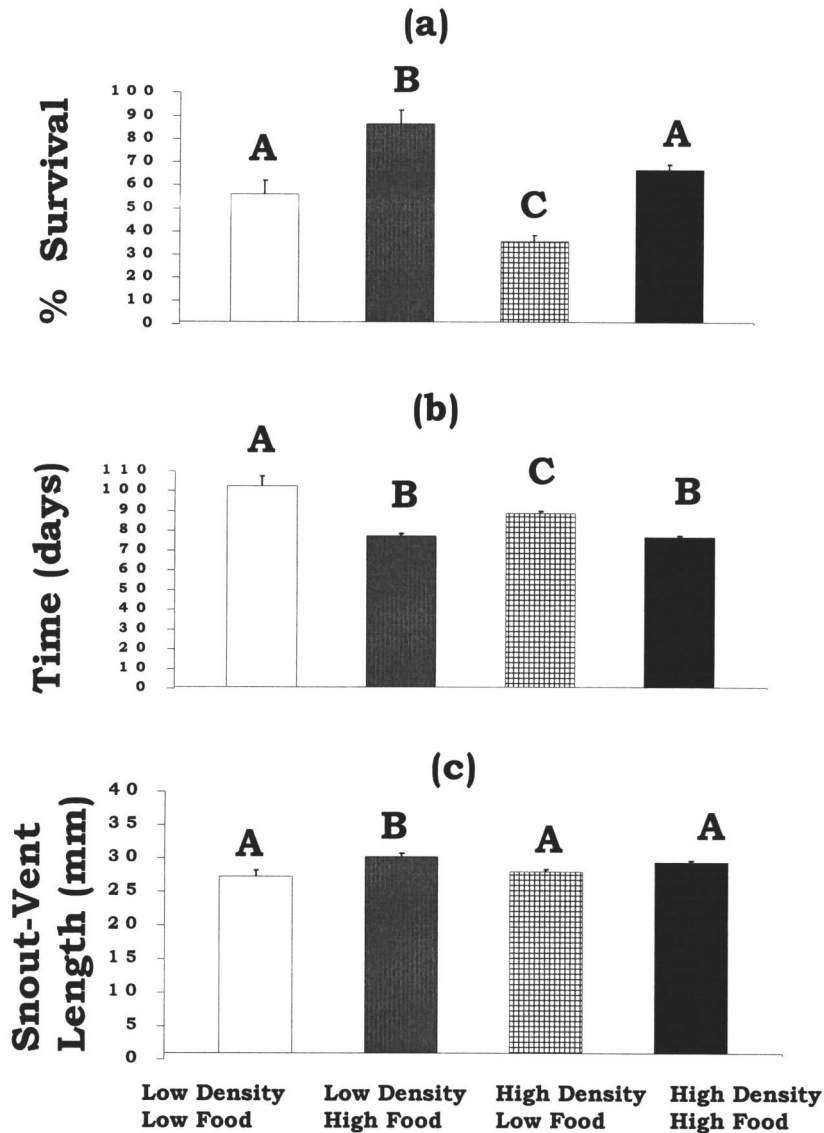 (a)
% Survival
100
90
80
70
60
50
40
30
20
10
0
A
B
C
A
(b)
Time (days)
110
100
90
80
70
60
50
40
30
20
10
0
A
B
C
B
(c)
Snout-Vent
Length (mm)
40
35
30
25
20
15
10
5
0
A
B
A
A
Low Density
Low Food
Low Density
High Food
High Density
Low Food
High Density
High Food